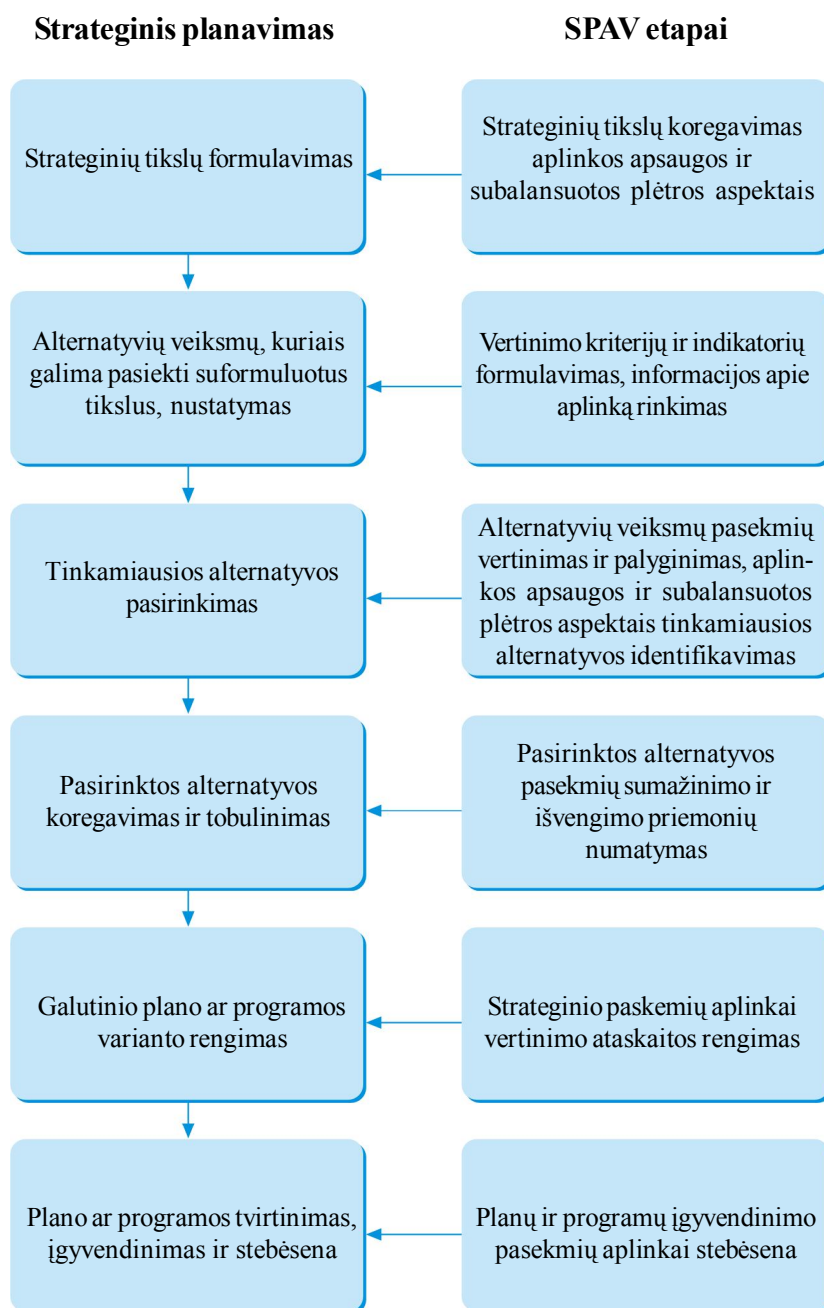 Strateginis planavimas
SPAV etapai
Strateginių tikslų formulavimas
Strateginių tikslų koregavimas
aplinkos apsaugos ir
subalansuotos plėtros aspektais
Alternatyvių veiksmų, kuriais
galima pasiekti suformuluotus
tikslus, nustatymas
Vertinimo kriterijų ir indikatorių
formulavimas, informacijos apie
aplinką rinkimas
Tinkamiausios alternatyvos
pasirinkimas
Alternatyvių veiksmų pasekmių
vertinimas ir palyginimas, aplin-
kos apsaugos ir subalansuotos
plėtros aspektais tinkamiausios
alternatyvos identifikavimas
Pasirinktos alternatyvos
koregavimas ir tobulinimas
Pasirinktos alternatyvos
pasekmių sumažinimo ir
išvengimo priemonių
numatymas
Galutinio plano ar programos
varianto rengimas
Strateginio paskemių aplinkai
vertinimo ataskaitos rengimas
Plano ar programos tvirtinimas,
įgyvendinimas ir stebėsena
Planų ir programų įgyvendinimo
pasekmių aplinkai stebėsena